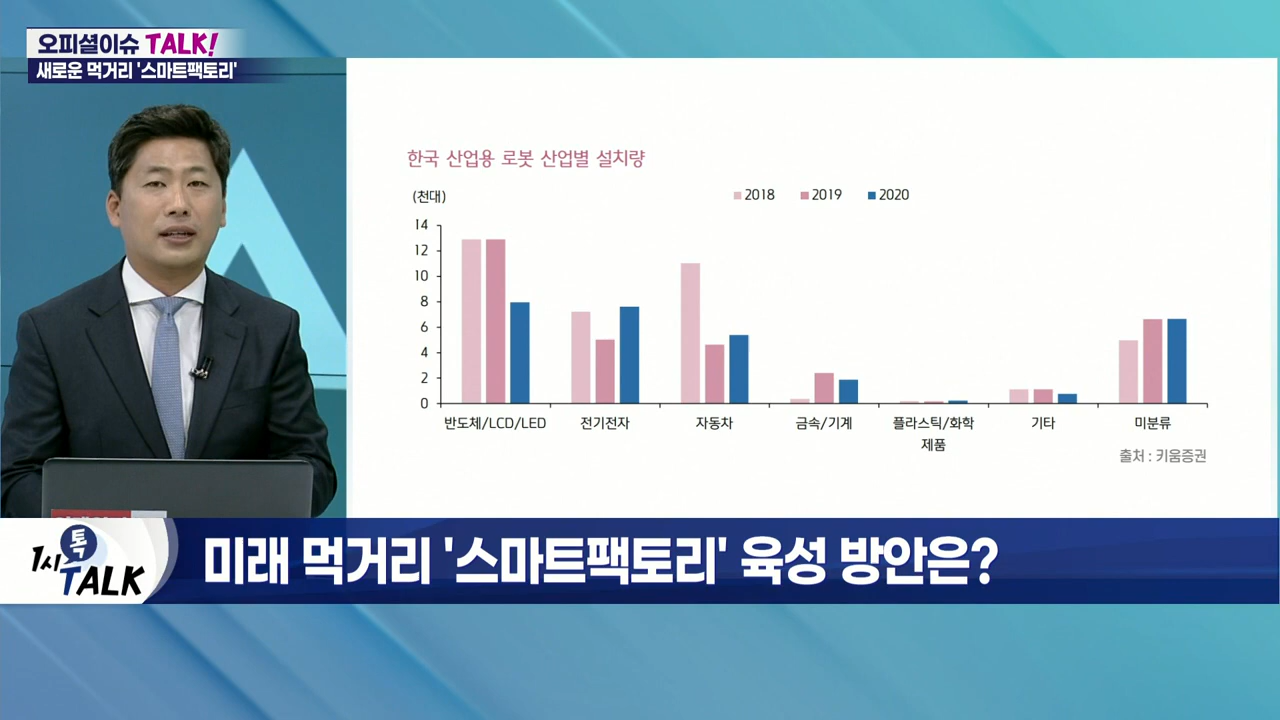 오피셜이슈 TALK!
새로운 먹거리 '스마트팩토리'
한국 산업용 로봇 산업별 설치량
(천대)
2018 2019 2020
14
12
10
8
6
4
2
0
반도체/LCD/LED 전기전자 자동차 금속/기계 플라스틱/화학 제품 기타 미분류
출처 : 키움증권
1시 톡 TALK
미래 먹거리 '스마트팩토리' 육성 방안은?